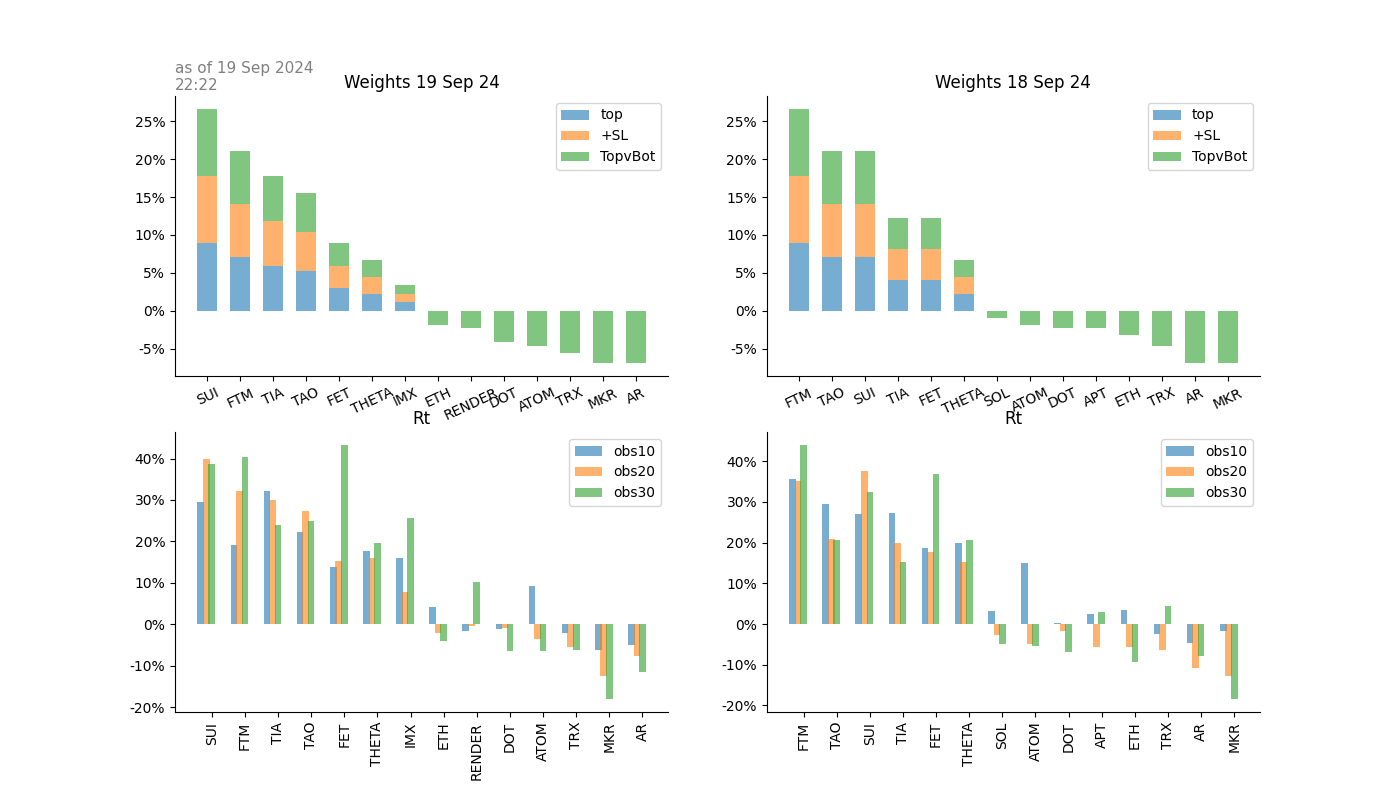 as of 19 Sep 2024
22:22
Weights 19 Sep 24
25%
20%
15%
10%
5%
0%
-5%
top
+SL
TopvBot
SUI
FTM
TIA
TAO
FET
THETA
IMX
ETH
RENDER
DOT
ATOM
TRX
MKR
AR
Weights 18 Sep 24
25%
20%
15%
10%
5%
0%
-5%
top
+SL
TopvBot
FTM
TAO
SUI
TIA
FET
THETA
SOL
ATOM
DOT
APT
ETH
TRX
AR
MKR
Rt
40%
30%
20%
10%
0%
-10%
-20%
obs10
obs20
obs30
SUI
FTM
TIA
TAO
FET
THETA
IMX
ETH
RENDER
DOT
ATOM
TRX
MKR
AR
Rt
40%
30%
20%
10%
0%
-10%
-20%
obs10
obs20
obs30
FTM
TAO
SUI
TIA
FET
THETA
SOL
ATOM
DOT
APT
ETH
TRX
AR
MKR